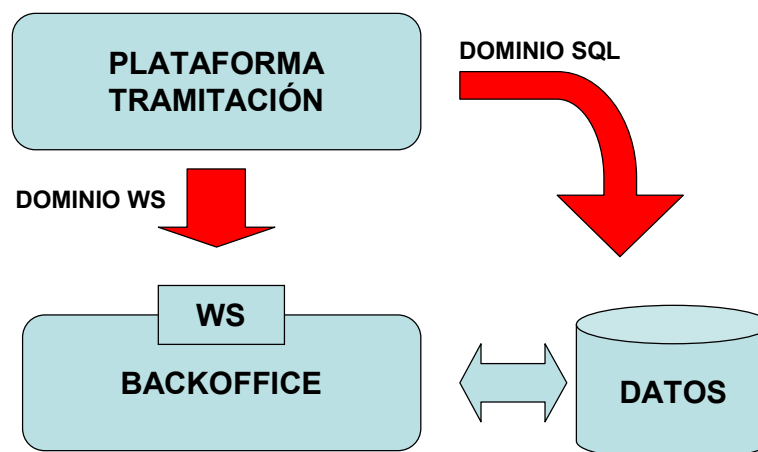 PLATAFORMA
TRAMITACIÓN
DOMINIO SQL
DOMINIO WS
WS
BACKOFFICE
DATOS